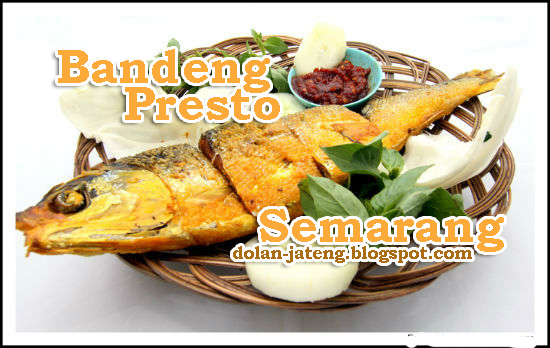 Bandeng
Presto
Semarang
dolan-jateng.blogspot.com